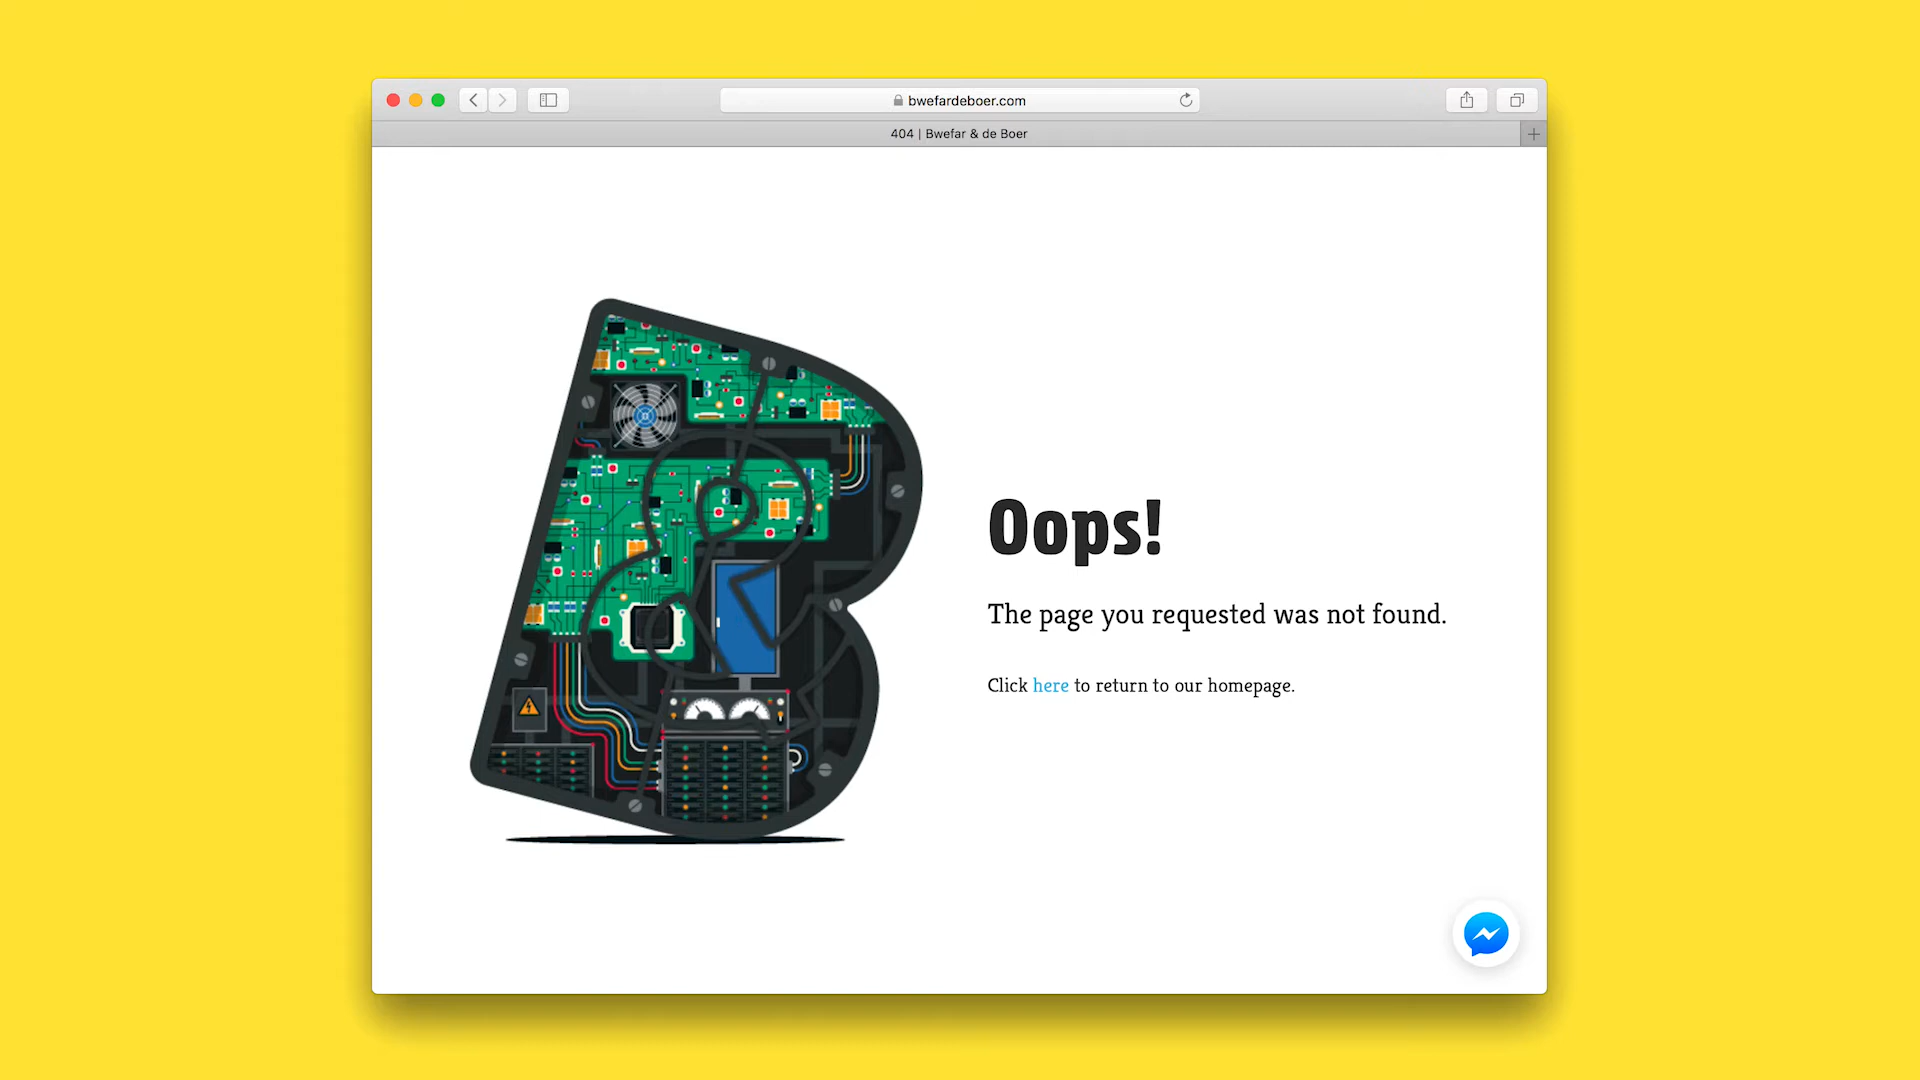 bwefardeboer.com
404 | Bwefar & de Boer
Oops!
The page you requested was not found.
Click here to return to our homepage.